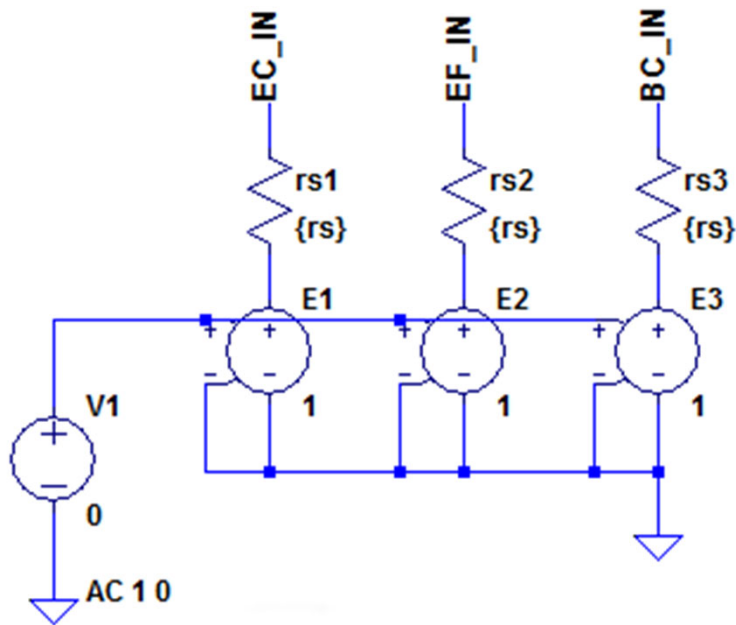 EC_IN
EF_IN
BC_IN
rs1
rs2
rs3
{rs}
{rs}
{rs}
E1
E2
E3
+ + + + + +
- - - - - -
1
1
1
V1
+
-
0
AC 1 0